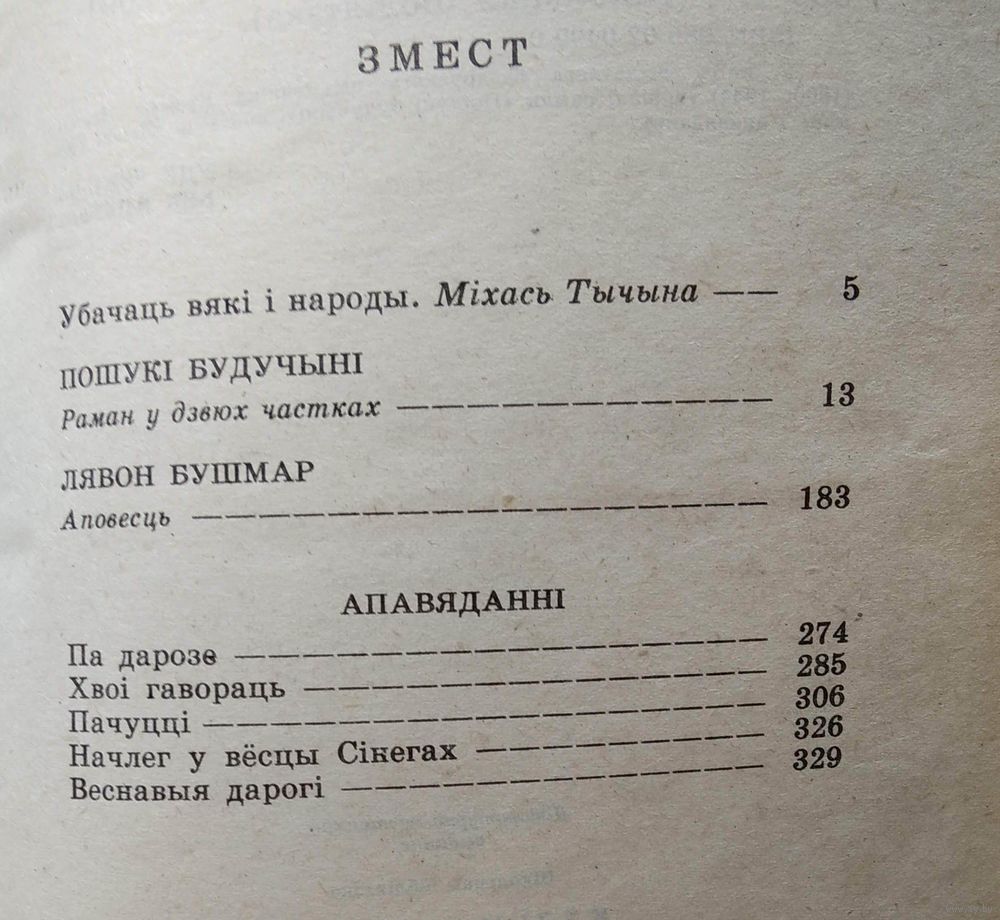 ЗМЕСТ
Убачаць вякі і народы. Міхась Тычына —— 5
ПОШУКІ БУДУЧЫНІ
Раман у дзвюх частках ——————————— 13
ЛЯВОН БУШМАР
Аповесць ————————————————— 183
АПАВЯДАННІ
Па дарозе ———————————————— 274
Хвоі гавораць —————————————— 285
Пачуцці ————————————————— 306
Начлег у вёсцы Сінегах ————————— 326
Веснавыя дарогі ————————————— 329